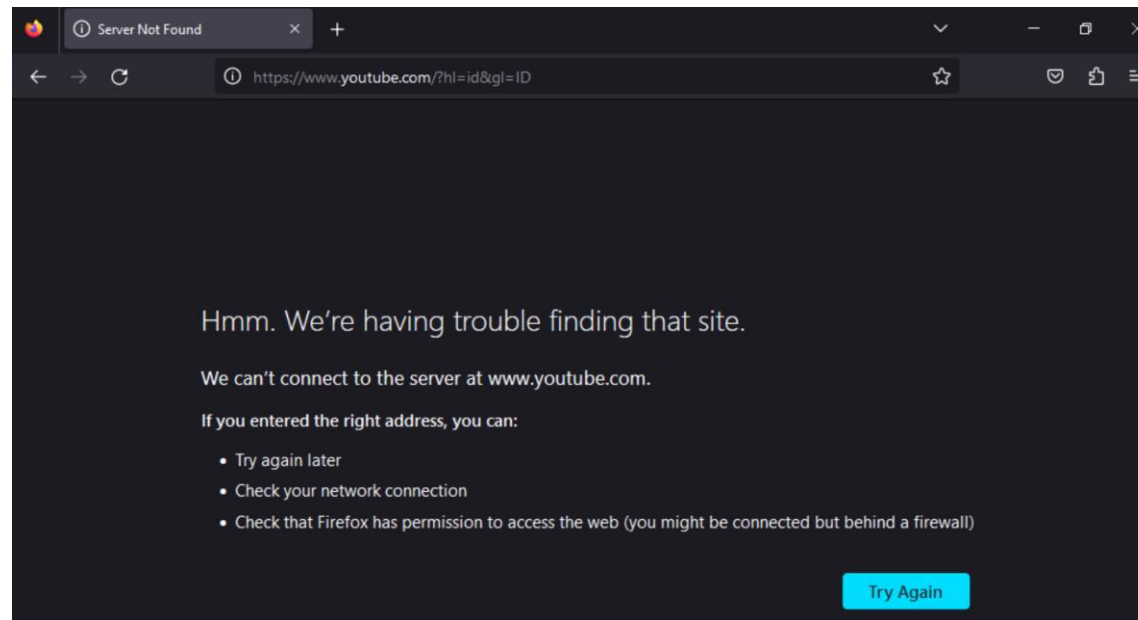 Server Not Found
https://www.youtube.com/?hl=id&gl=ID
Hmm. We're having trouble finding that site.
We can't connect to the server at www.youtube.com.
If you entered the right address, you can:
• Try again later
• Check your network connection
• Check that Firefox has permission to access the web (you might be connected but behind a firewall)
Try Again